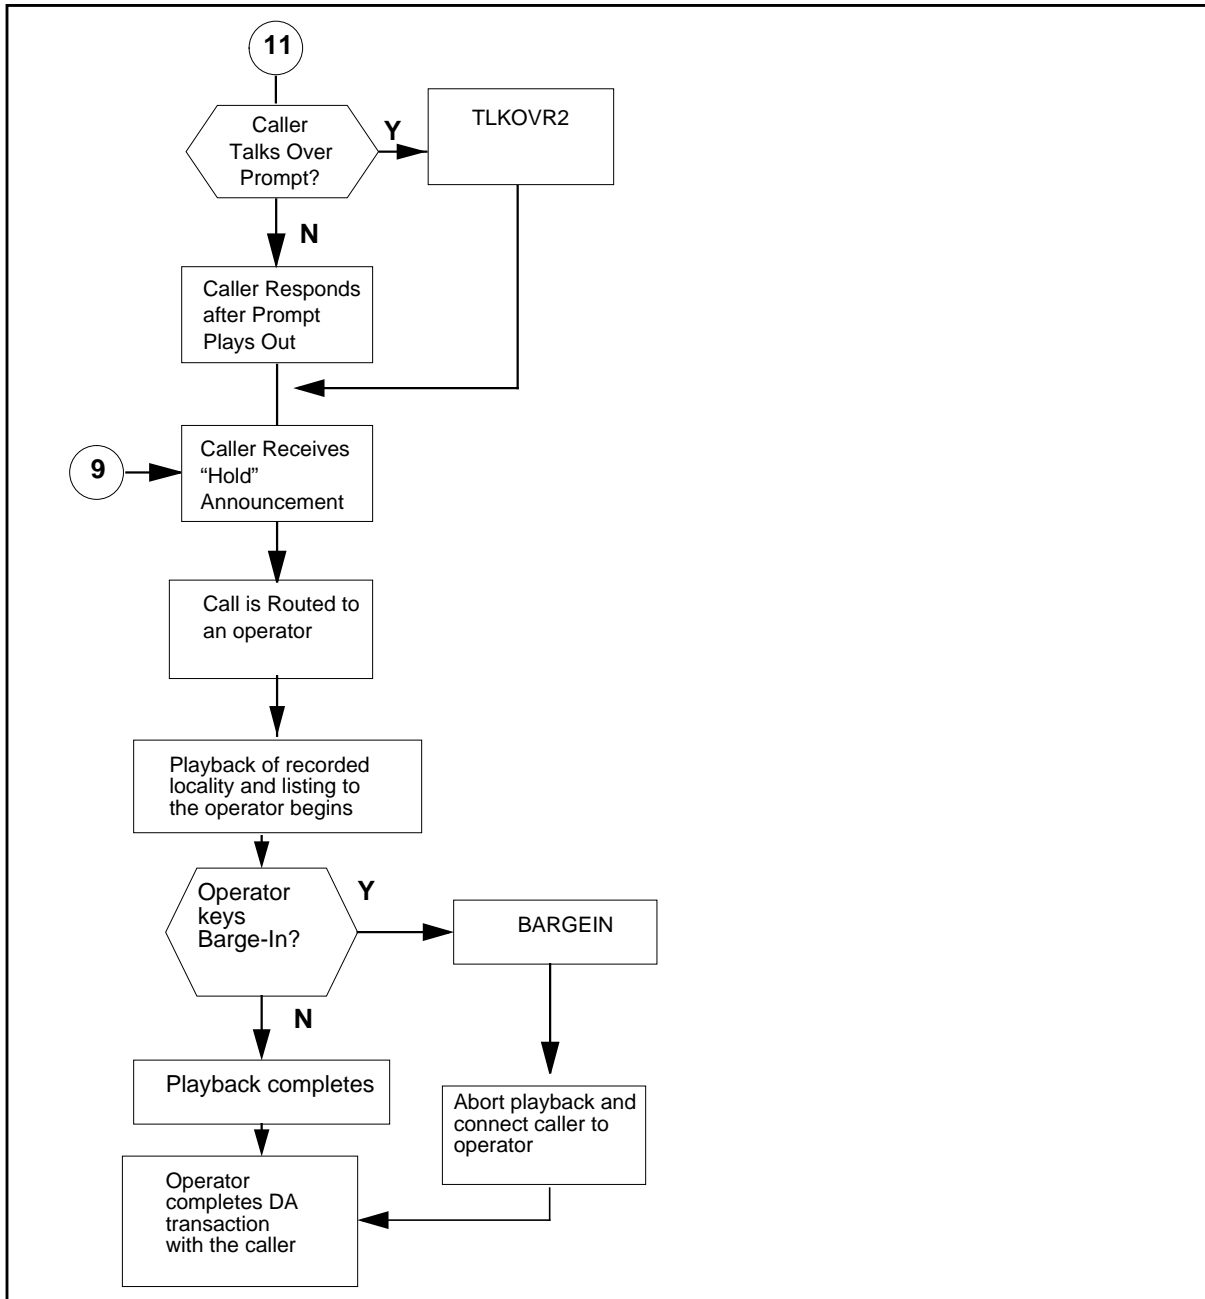 11
Caller
Talks Over
Prompt?
Y
TLKOVR2
N
Caller Responds
after Prompt
Plays Out
9
Caller Receives
“Hold”
Announcement
Call is Routed to
an operator
Playback of recorded
locality and listing to
the operator begins
Operator
keys
Barge-In?
Y
BARGEIN
N
Playback completes
Abort playback and
connect caller to
operator
Operator
completes DA
transaction
with the caller